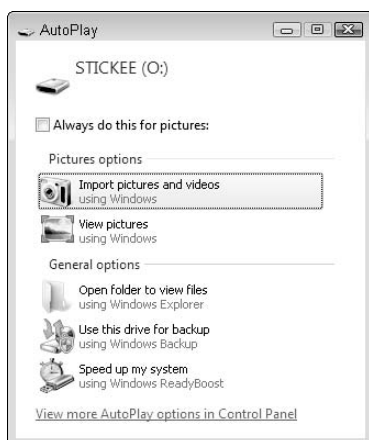 AutoPlay
STICKEE (O:)
Always do this for pictures:
Pictures options
Import pictures and videos
using Windows
View pictures
using Windows
General options
Open folder to view files
using Windows Explorer
Use this drive for backup
using Windows Backup
Speed up my system
using Windows ReadyBoost
View more AutoPlay options in Control Panel